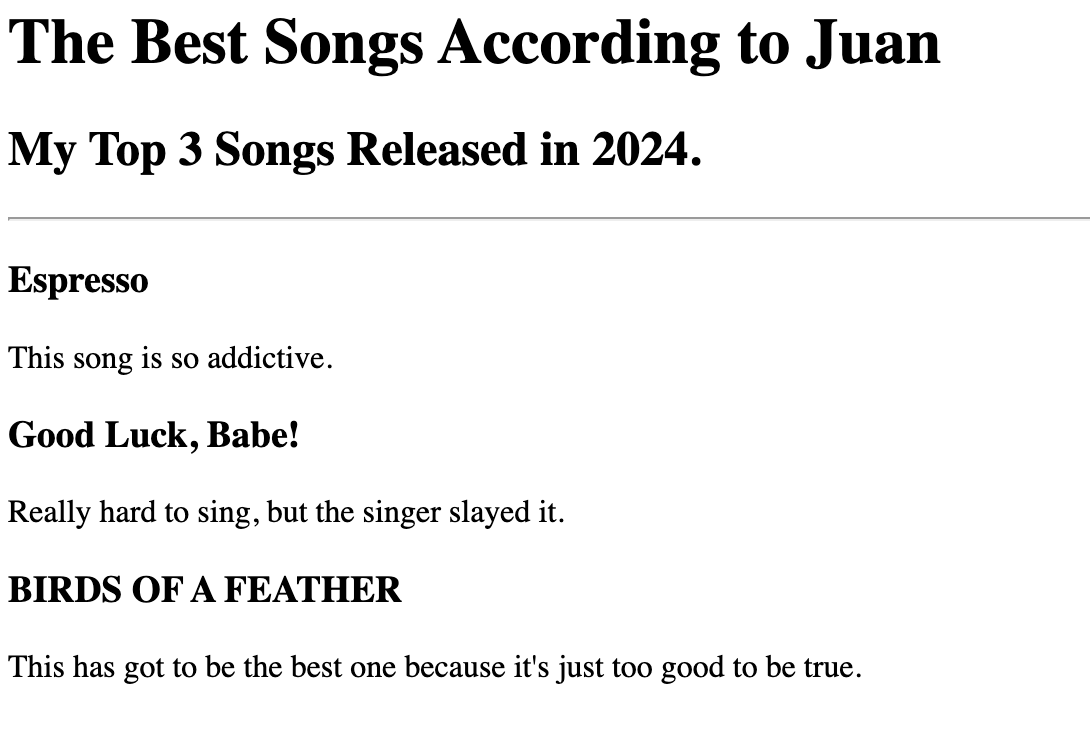 The Best Songs According to Juan
My Top 3 Songs Released in 2024.
Espresso
This song is so addictive.
Good Luck, Babe!
Really hard to sing, but the singer slayed it.
BIRDS OF A FEATHER
This has got to be the best one because it's just too good to be true.